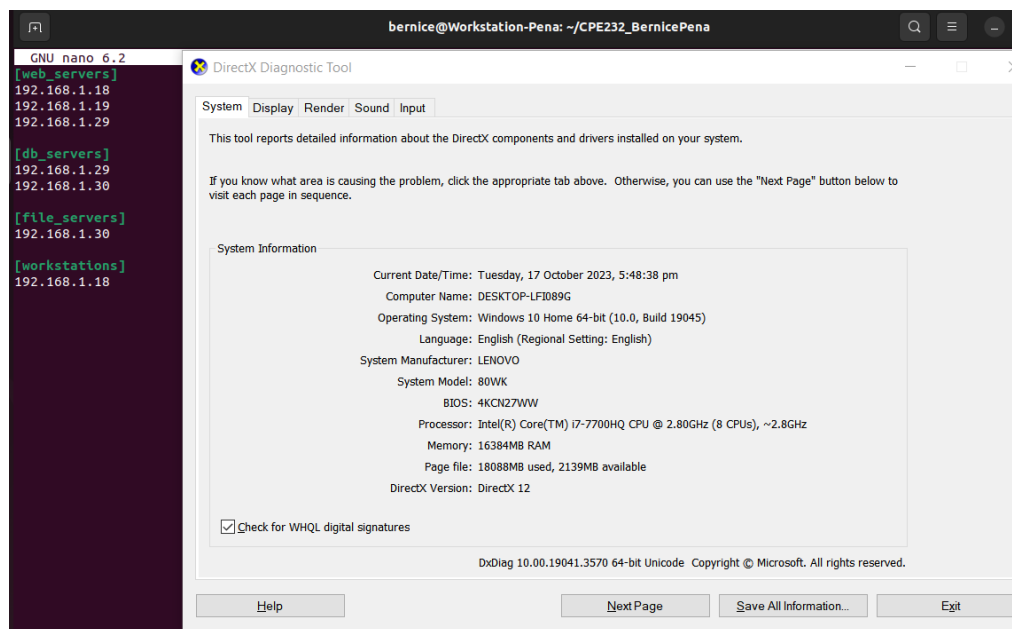 bernice@Workstation-Pena: ~/CPE232_BernicePena
GNU nano 6.2
[web_servers]
192.168.1.18
192.168.1.19
192.168.1.29
[db_servers]
192.168.1.29
192.168.1.30
[file_servers]
192.168.1.30
[workstations]
192.168.1.18
DirectX Diagnostic Tool
System Display Render Sound Input
This tool reports detailed information about the DirectX components and drivers installed on your system.
If you know what area is causing the problem, click the appropriate tab above.  Otherwise, you can use the "Next Page" button below to
visit each page in sequence.
System Information
Current Date/Time: Tuesday, 17 October 2023, 5:48:38 pm
Computer Name: DESKTOP-LFI089G
Operating System: Windows 10 Home 64-bit (10.0, Build 19045)
Language: English (Regional Setting: English)
System Manufacturer: LENOVO
System Model: 80WK
BIOS: 4KCN27WW
Processor: Intel(R) Core(TM) i7-7700HQ CPU @ 2.80GHz (8 CPUs), ~2.8GHz
Memory: 16384MB RAM
Page file: 18088MB used, 2139MB available
DirectX Version: DirectX 12
Check for WHQL digital signatures
DxDiag 10.00.19041.3570 64-bit Unicode  Copyright © Microsoft. All rights reserved.
Help Next Page Save All Information... Exit